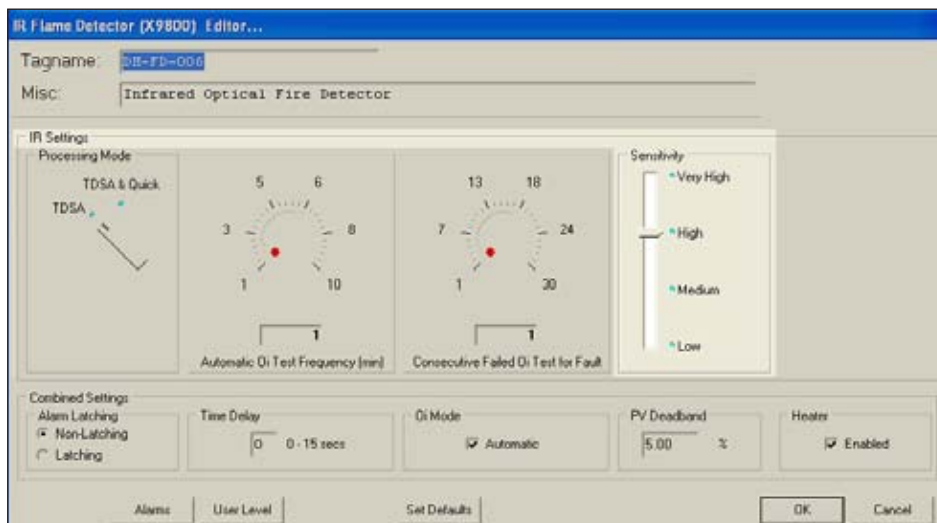 IR Flame Detector (X9800) Editor...
Tagname: DH-FD-006
Misc: Infrared Optical Fire Detector
IR Settings
Processing Mode
TDSA & Quick
TDSA
5 6
3 8
1 10
1
Automatic Oi Test Frequency (min)
13 18
7 24
1 30
1
Consecutive Failed Oi Test for Fault
Sensitivity
Very High
High
Medium
Low
Combined Settings
Alarm Latching
Non-Latching
Latching
Time Delay
0 0 - 15 secs
Oi Mode
Automatic
PV Deadband
5.00 %
Heater
Enabled
Alarms User Level Set Defaults OK Cancel